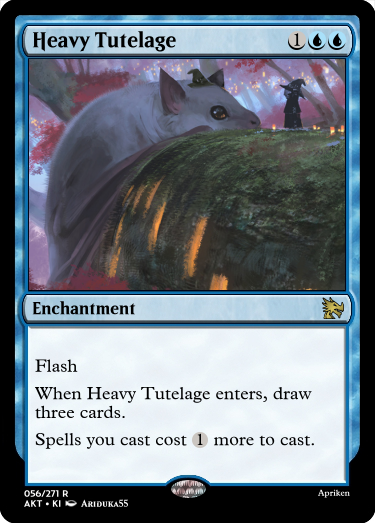 Heavy Tutelage 1UU
Enchantment
Flash
When Heavy Tutelage enters, draw
three cards.
Spells you cast cost 1 more to cast.
056/271 R Apriken
AKT • KI Ariduka55